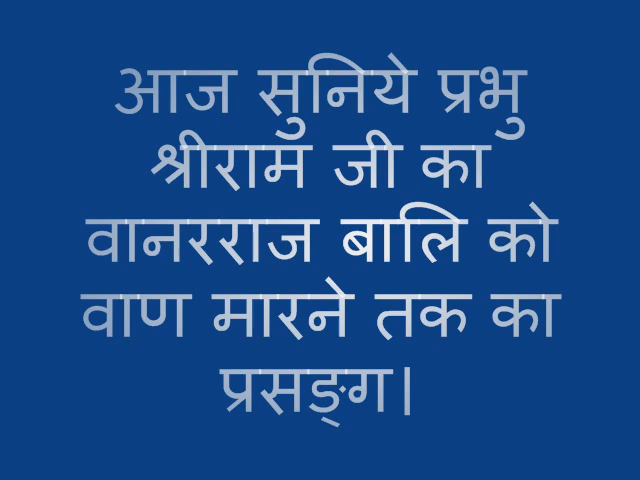 आज सुनिये प्रभु
श्रीराम जी का
वानरराज बालि को
वाण मारने तक का
प्रसङ्ग।